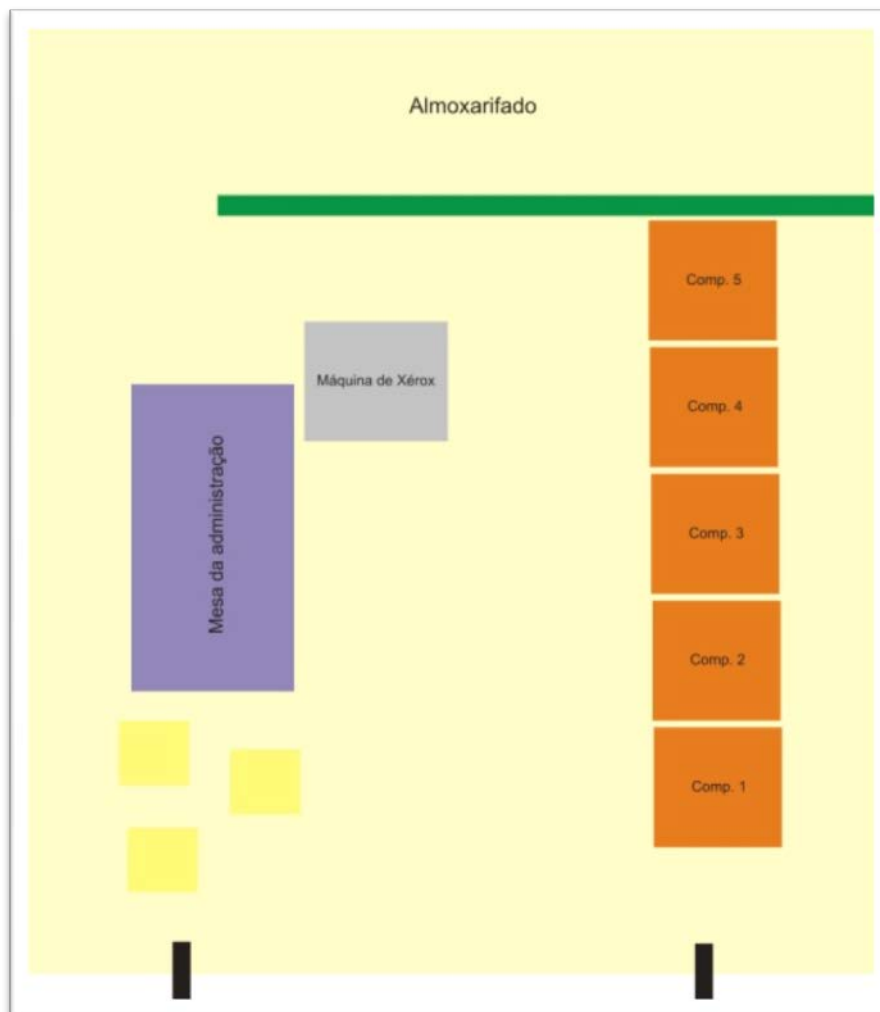 Almoxarifado
Comp. 5
Máquina de Xérox
Comp. 4
Mesa da administração
Comp. 3
Comp. 2
Comp. 1